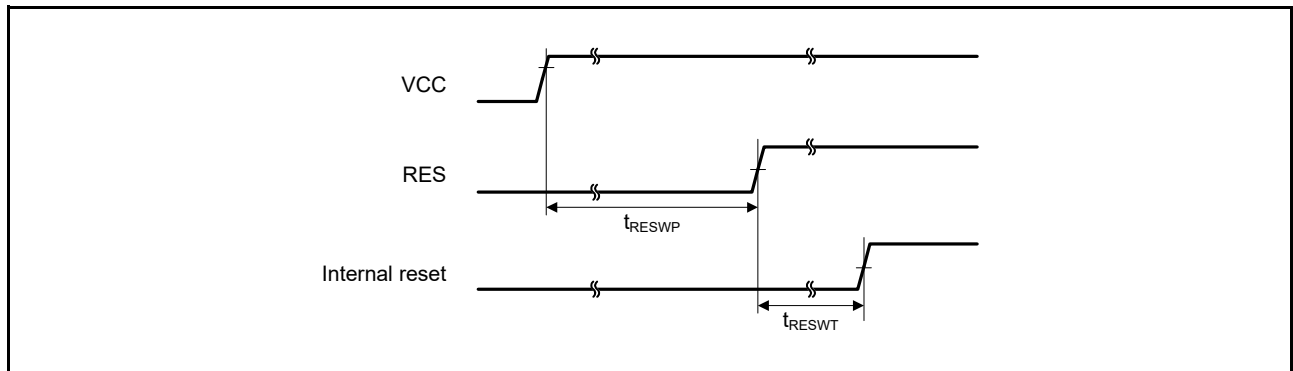 VCC
RES
tRESWP
Internal reset
tRESWT